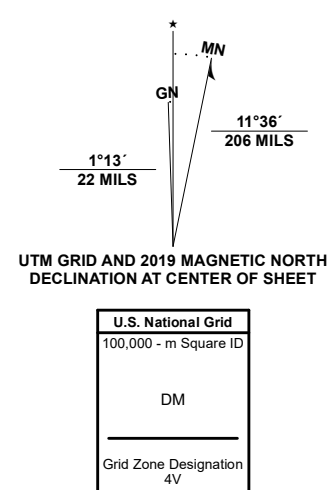 ★
MN
GN
11°36´
206 MILS
1°13´
22 MILS
UTM GRID AND 2019 MAGNETIC NORTH
DECLINATION AT CENTER OF SHEET
U.S. National Grid
100,000 - m Square ID
DM
Grid Zone Designation
4V